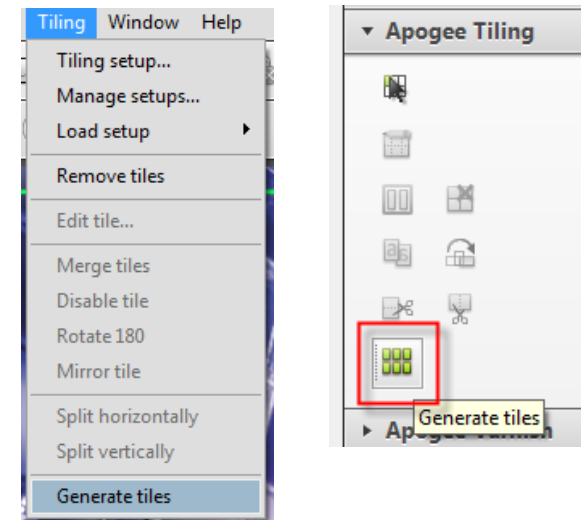 Tiling Window Help
Tiling setup...
Manage setups...
Load setup
Remove tiles
Edit tile...
Merge tiles
Disable tile
Rotate 180
Mirror tile
Split horizontally
Split vertically
Generate tiles
Apogee Tiling
as
Generate tiles